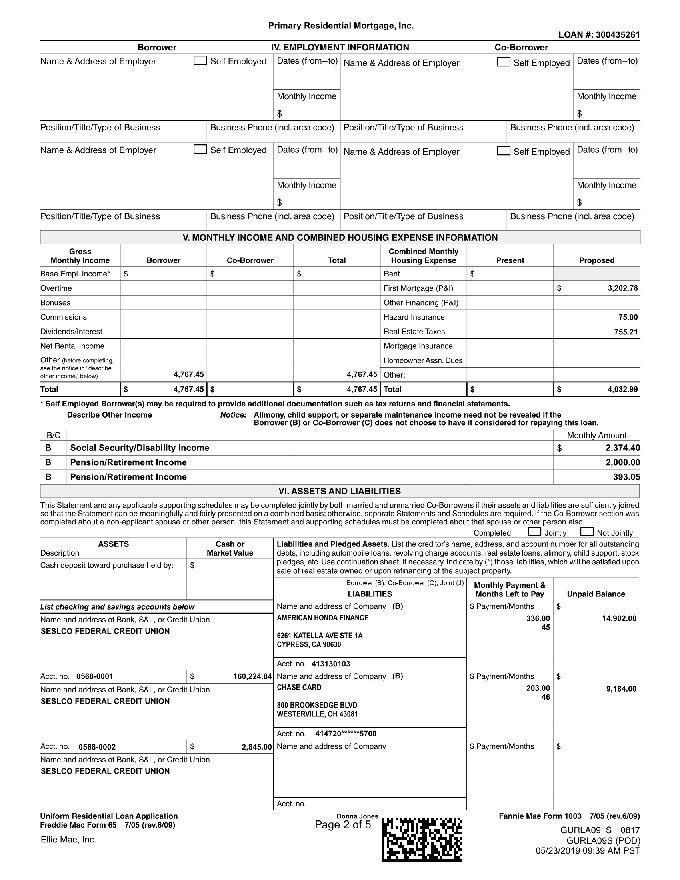 Primary Residential Mortgage, Inc.
LOAN #: 300435261
Borrower IV. EMPLOYMENT INFORMATION Co-Borrower
Name & Address of Employer Self Employed Dates (from–to) Name & Address of Employer Self Employed Dates (from–to)
Monthly Income Monthly Income
$ $
Position/Title/Type of Business Business Phone (incl. area code) Position/Title/Type of Business Business Phone (incl. area code)
Name & Address of Employer Self Employed Dates (from–to) Name & Address of Employer Self Employed Dates (from–to)
Monthly Income Monthly Income
$ $
Position/Title/Type of Business Business Phone (incl. area code) Position/Title/Type of Business Business Phone (incl. area code)
V. MONTHLY INCOME AND COMBINED HOUSING EXPENSE INFORMATION
Gross Monthly Income Borrower Co-Borrower Total Combined Monthly Housing Expense Present Proposed
Base Empl. Income* $ $ $ Rent $
Overtime First Mortgage (P&I) $ 3,202.78
Bonuses Other Financing (P&I)
Commissions Hazard Insurance 75.00
Dividends/Interest Real Estate Taxes 755.21
Net Rental Income Mortgage Insurance
Other (before completing, Homeowner Assn. Dues
see the notice in "describe
other income," below) 4,767.45 4,767.45 Other:
Total $ 4,767.45 $ $ 4,767.45 Total $ $ 4,032.99
* Self Employed Borrower(s) may be required to provide additional documentation such as tax returns and financial statements.
Describe Other Income Notice: Alimony, child support, or separate maintenance income need not be revealed if the
Borrower (B) or Co-Borrower (C) does not choose to have it considered for repaying this loan.
B/C Monthly Amount
B Social Security/Disability Income $ 2,374.40
B Pension/Retirement Income 2,000.00
B Pension/Retirement Income 393.05
VI. ASSETS AND LIABILITIES
This Statement and any applicable supporting schedules may be completed jointly by both married and unmarried Co-Borrowers if their assets and liabilities are sufficiently joined
so that the Statement can be meaningfully and fairly presented on a combined basis; otherwise, separate Statements and Schedules are required. If the Co-Borrower section was
completed about a non-applicant spouse or other person, this Statement and supporting schedules must be completed about that spouse or other person also.
Completed Jointly Not Jointly
ASSETS Cash or Market Value
Description
Liabilities and Pledged Assets. List the creditor's name, address, and account number for all outstanding
debts, including automobile loans, revolving charge accounts, real estate loans, alimony, child support, stock
pledges, etc. Use continuation sheet, if necessary. Indicate by (*) those liabilities, which will be satisfied upon
sale of real estate owned or upon refinancing of the subject property.
Cash deposit toward purchase held by: $
Borrower (B), Co-Borrower (C), Joint (J)
LIABILITIES Monthly Payment & Months Left to Pay Unpaid Balance
List checking and savings accounts below Name and address of Company (B) $ Payment/Months $
Name and address of Bank, S&L, or Credit Union AMERICAN HONDA FINANCE 336.00 14,902.00
SESLCO FEDERAL CREDIT UNION 45
6261 KATELLA AVE STE 1A
CYPRESS, CA 90630
Acct. no. 413130103
Acct. no. 0568-0001 $ 160,224.84 Name and address of Company (B) $ Payment/Months $
Name and address of Bank, S&L, or Credit Union CHASE CARD 203.00 9,184.00
SESLCO FEDERAL CREDIT UNION 46
800 BROOKSEDGE BLVD
WESTERVILLE, OH 43081
Acct. no. 414720******5700
Acct. no. 0568-0002 $ 2,845.00 Name and address of Company $ Payment/Months $
Name and address of Bank, S&L, or Credit Union
SESLCO FEDERAL CREDIT UNION
Acct. no.
Uniform Residential Loan Application Donna Jones Fannie Mae Form 1003 7/05 (rev.6/09)
Freddie Mac Form 65 7/05 (rev.6/09) Page 2 of 5
Ellie Mae, Inc. GURLA09 S 0817
GURLA09S (POD)
05/23/2019 09:39 AM PST